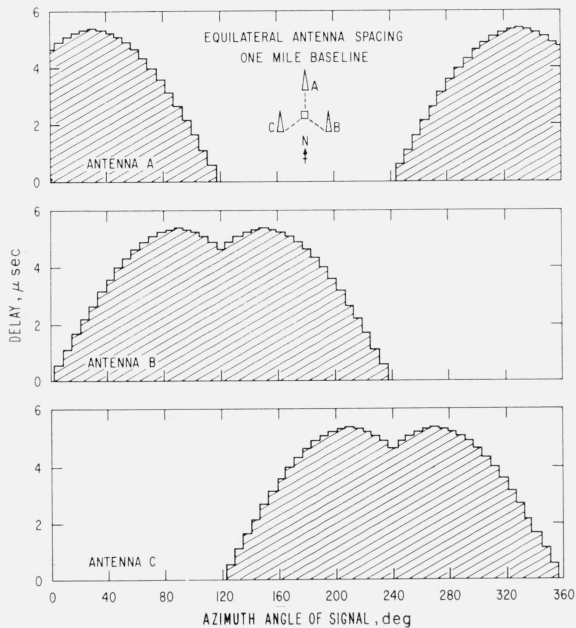 EQUILATERAL ANTENNA SPACING
ONE MILE BASELINE
A
C
B
N
6
4
2
0
ANTENNA A
6
4
2
0
ANTENNA B
DELAY, μ sec
6
4
2
0
ANTENNA C
0 40 80 120 160 200 240 280 320 360
AZIMUTH ANGLE OF SIGNAL, deg